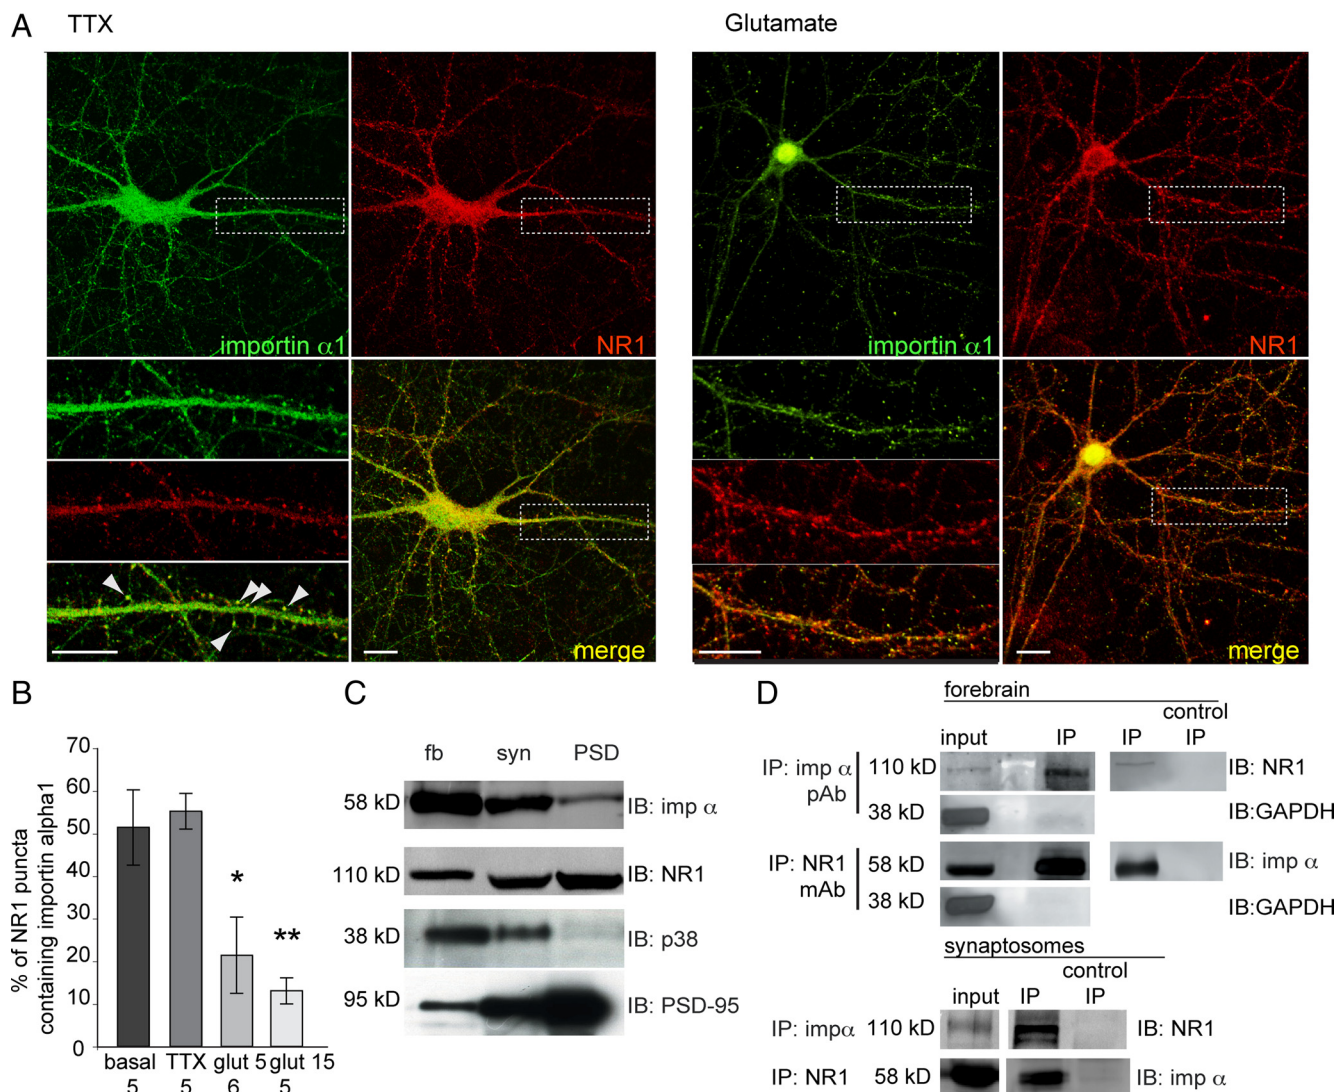 A TTX Glutamate
importin α1 NR1 importin α1 NR1
merge merge
B
% of NR1 puncta
containing importin alpha1
70
60
50
40
30
20
10
0
* **
basal TTX glut 5 glut 15
5 5 6 5
C
fb syn PSD
58 kD IB: imp α
110 kD IB: NR1
38 kD IB: p38
95 kD IB: PSD-95
D
forebrain
control
input IP IP IP
IP: imp α
pAb
110 kD IB: NR1
38 kD IB:GAPDH
IP: NR1
mAb
58 kD IB: imp α
38 kD IB:GAPDH
synaptosomes
control
input IP IP
IP: impα 110 kD IB: NR1
IP: NR1 58 kD IB: imp α